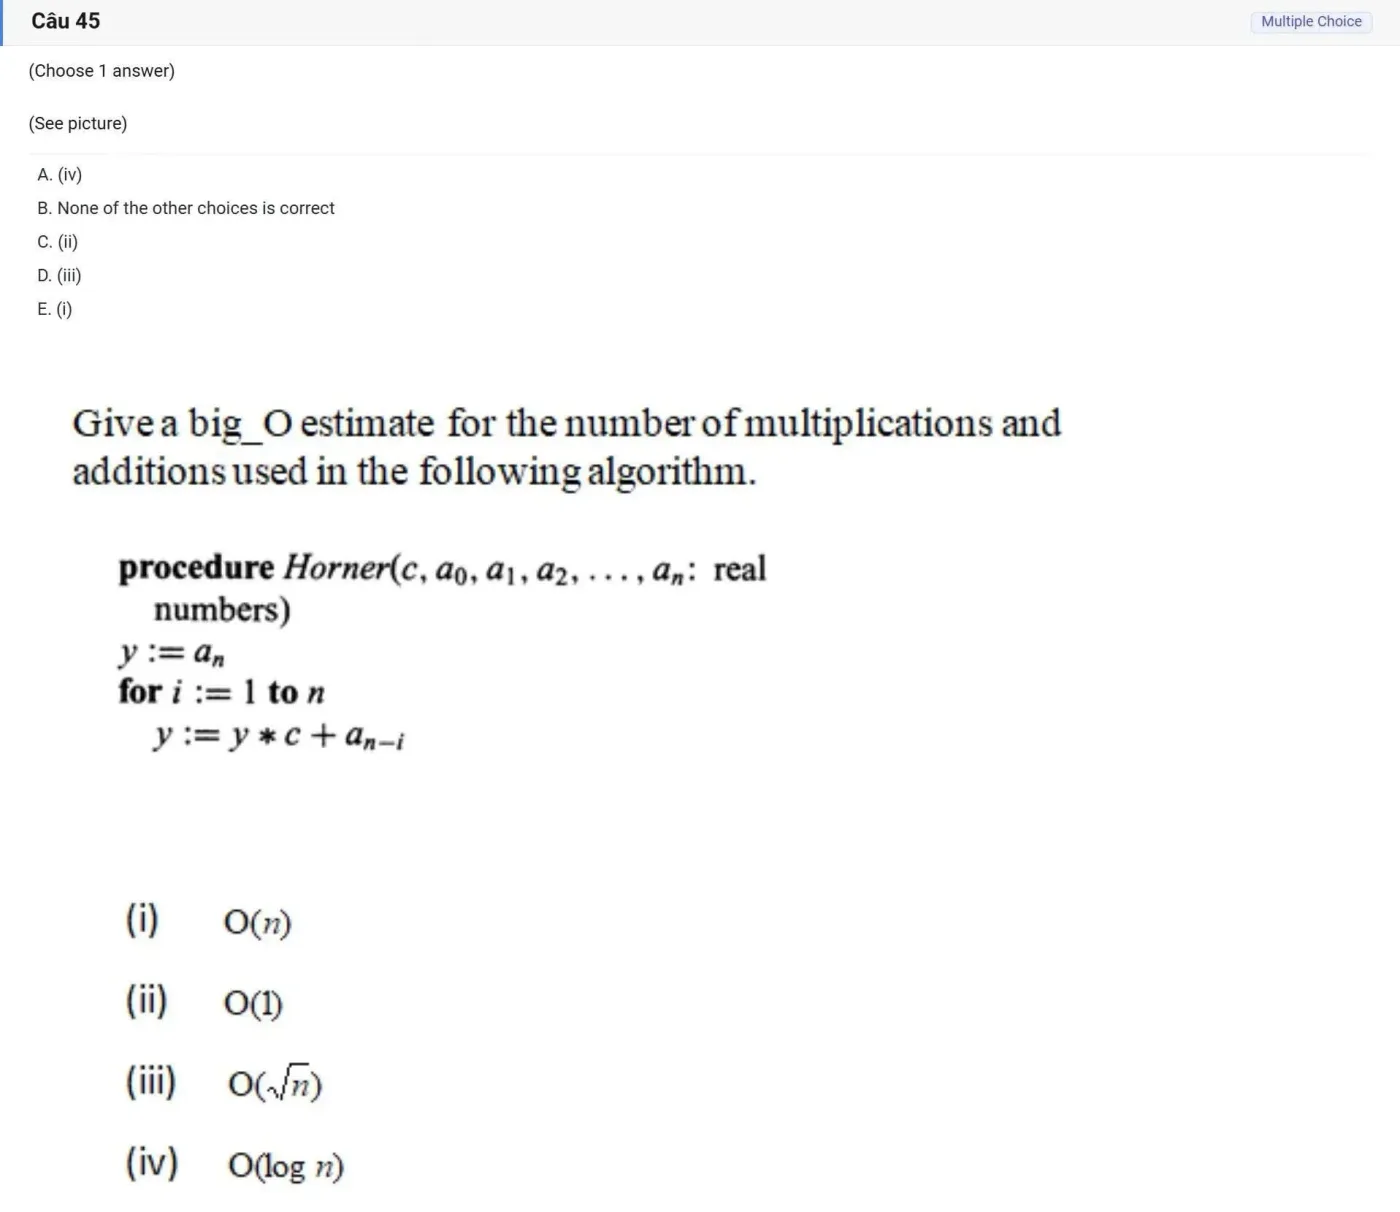 Câu 45
Multiple Choice
(Choose 1 answer)
(See picture)
A. (iv)
B. None of the other choices is correct
C. (ii)
D. (iii)
E. (i)
Give a big_O estimate for the number of multiplications and
additions used in the following algorithm.
procedure Horner(c, a₀, a₁, a₂, . . . , aₙ: real
numbers)
y := aₙ
for i := 1 to n
y := y * c + aₙ₋ᵢ
(i) O(n)
(ii) O(1)
(iii) O(√n)
(iv) O(log n)